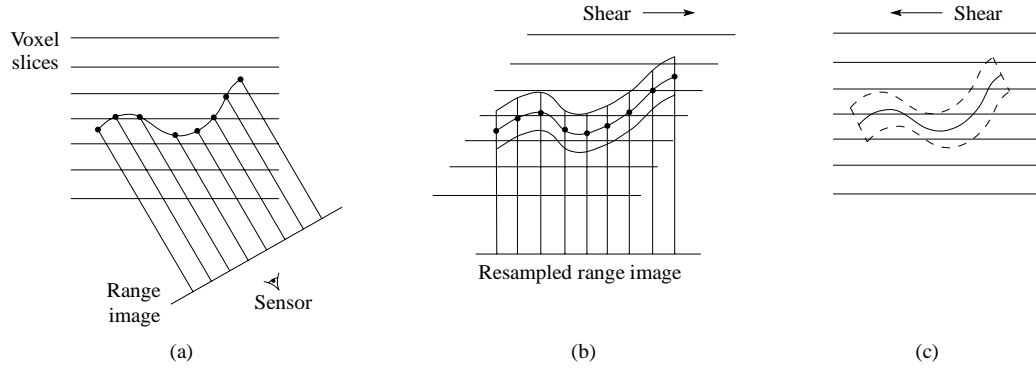 Voxel
slices
Range
image
Sensor
(a)
Shear
Resampled range image
(b)
Shear
(c)